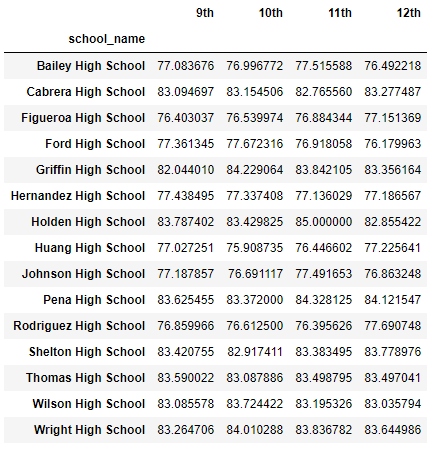 9th 10th 11th 12th
school_name
Bailey High School 77.083676 76.996772 77.515588 76.492218
Cabrera High School 83.094697 83.154506 82.765560 83.277487
Figueroa High School 76.403037 76.539974 76.884344 77.151369
Ford High School 77.361345 77.672316 76.918058 76.179963
Griffin High School 82.044010 84.229064 83.842105 83.356164
Hernandez High School 77.438495 77.337408 77.136029 77.186567
Holden High School 83.787402 83.429825 85.000000 82.855422
Huang High School 77.027251 75.908735 76.446602 77.225641
Johnson High School 77.187857 76.691117 77.491653 76.863248
Pena High School 83.625455 83.372000 84.328125 84.121547
Rodriguez High School 76.859966 76.612500 76.395626 77.690748
Shelton High School 83.420755 82.917411 83.383495 83.778976
Thomas High School 83.590022 83.087886 83.498795 83.497041
Wilson High School 83.085578 83.724422 83.195326 83.035794
Wright High School 83.264706 84.010288 83.836782 83.644986